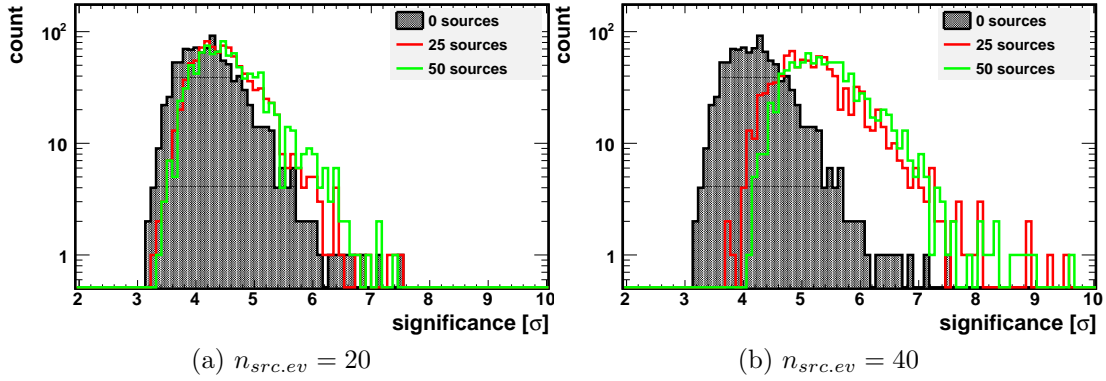 count
10²
10
1
0 sources
25 sources
50 sources
2 3 4 5 6 7 8 9 10
significance [σ]
(a) n_{src.ev} = 20
count
10²
10
1
0 sources
25 sources
50 sources
2 3 4 5 6 7 8 9 10
significance [σ]
(b) n_{src.ev} = 40